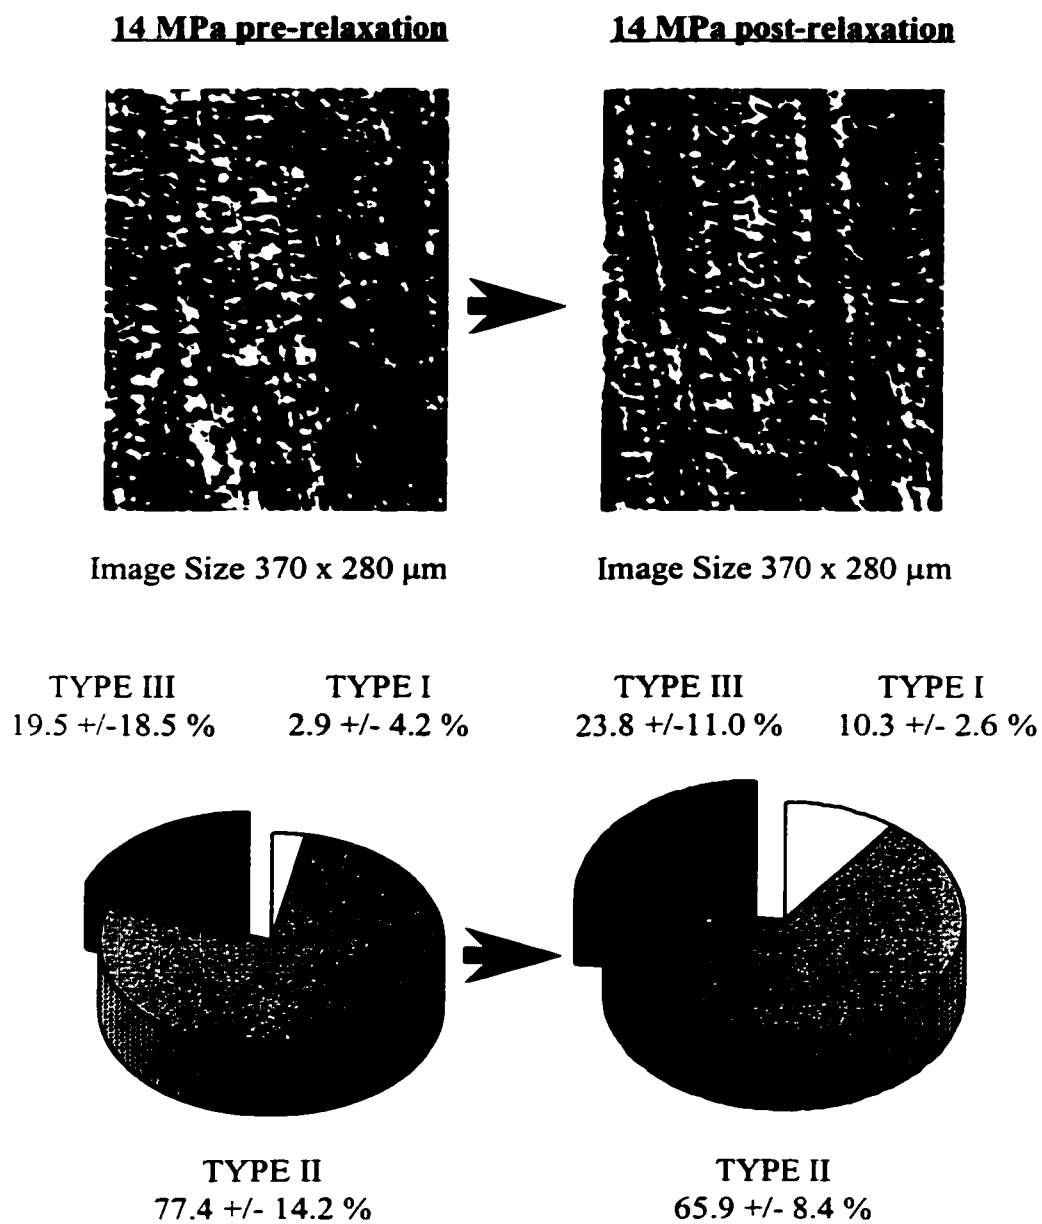 14 MPa pre-relaxation
14 MPa post-relaxation
Image Size 370 x 280 µm
Image Size 370 x 280 µm
TYPE III
19.5 +/-18.5 %
TYPE I
2.9 +/- 4.2 %
TYPE III
23.8 +/-11.0 %
TYPE I
10.3 +/- 2.6 %
TYPE II
77.4 +/- 14.2 %
TYPE II
65.9 +/- 8.4 %